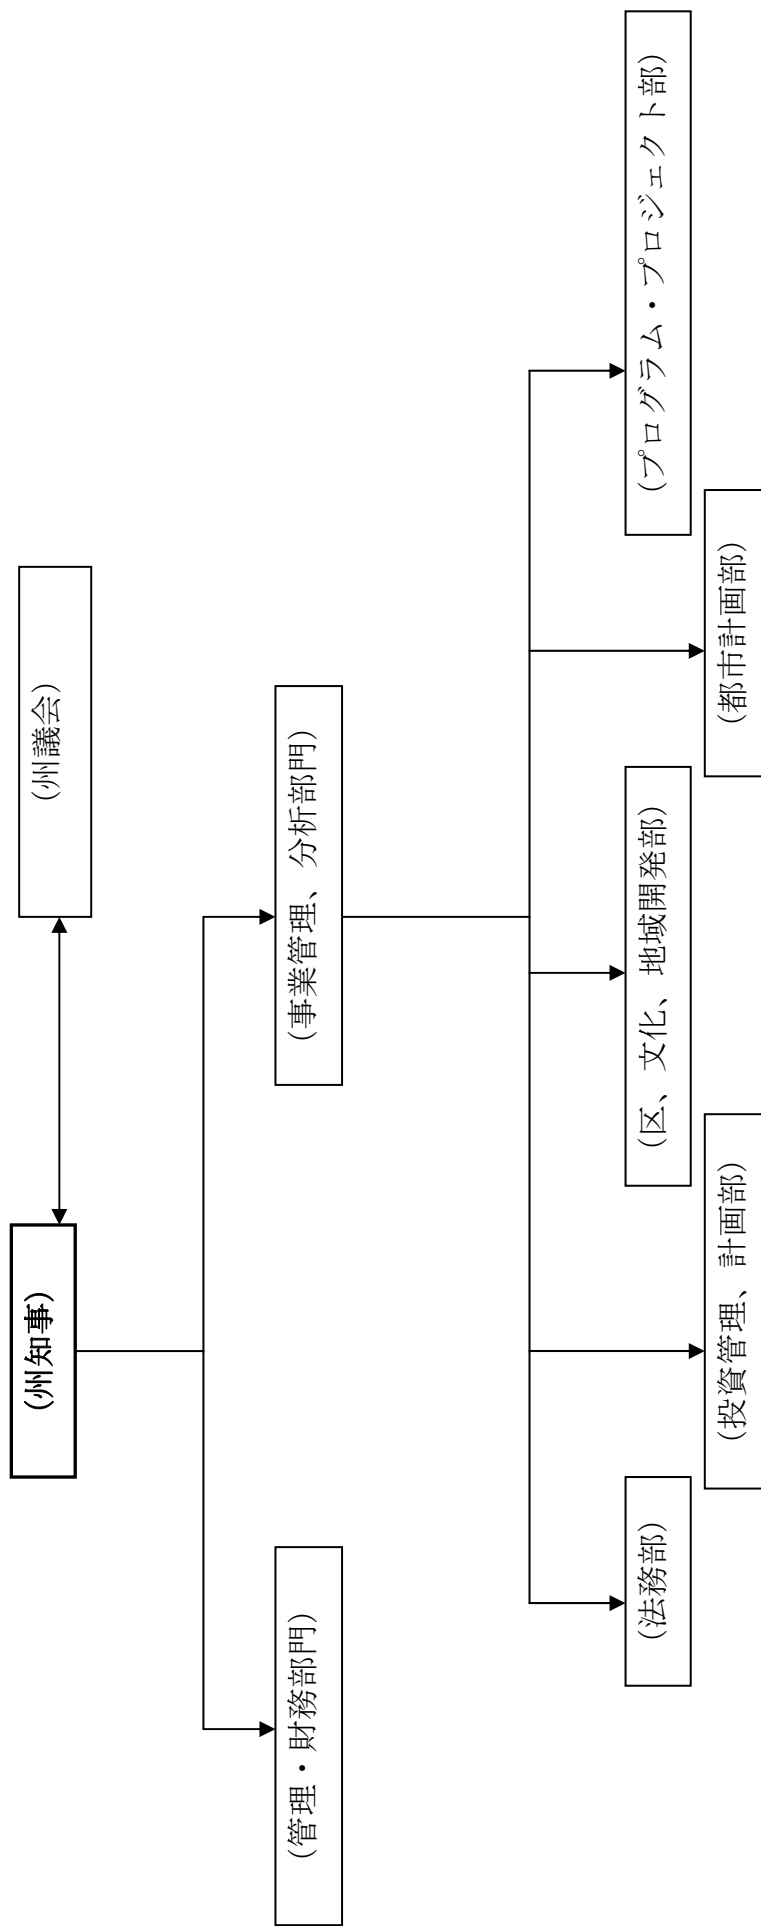 (州知事)
(州議会)
(管理・財務部門)
(事業管理、分析部門)
(法務部)
(投資管理、計画部)
(区、文化、地域開発部)
(都市計画部)
(プログラム・プロジェクト部)